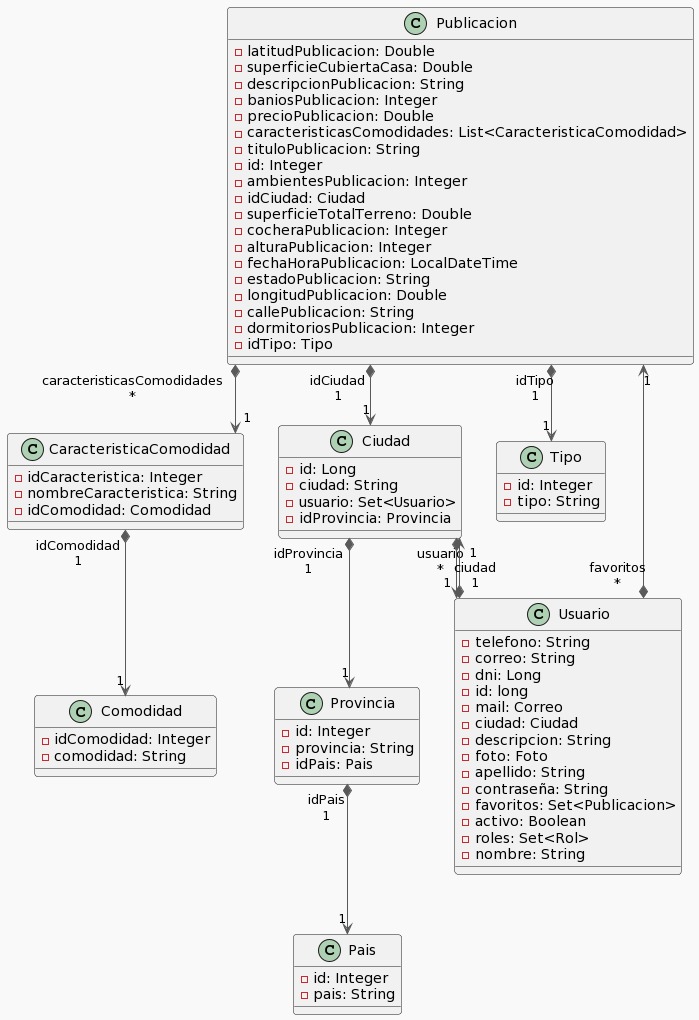 C Publicacion
latitudPublicacion: Double
superficieCubiertaCasa: Double
descripcionPublicacion: String
baniosPublicacion: Integer
precioPublicacion: Double
caracteristicasComodidades: List<CaracteristicaComodidad>
tituloPublicacion: String
id: Integer
ambientesPublicacion: Integer
idCiudad: Ciudad
superficieTotalTerreno: Double
cocheraPublicacion: Integer
alturaPublicacion: Integer
fechaHoraPublicacion: LocalDateTime
estadoPublicacion: String
longitudPublicacion: Double
callePublicacion: String
dormitoriosPublicacion: Integer
idTipo: Tipo
caracteristicasComodidades
*
1
idCiudad
1
1
idTipo
1
1
1
C CaracteristicaComodidad
idCaracteristica: Integer
nombreCaracteristica: String
idComodidad: Comodidad
C Ciudad
id: Long
ciudad: String
usuario: Set<Usuario>
idProvincia: Provincia
C Tipo
id: Integer
tipo: String
idComodidad
1
1
idProvincia
1
1
usuario
*
1
1
ciudad
1
favoritos
*
C Comodidad
idComodidad: Integer
comodidad: String
C Provincia
id: Integer
provincia: String
idPais: Pais
C Usuario
telefono: String
correo: String
dni: Long
id: long
mail: Correo
ciudad: Ciudad
descripcion: String
foto: Foto
apellido: String
contraseña: String
favoritos: Set<Publicacion>
activo: Boolean
roles: Set<Rol>
nombre: String
idPais
1
1
C Pais
id: Integer
pais: String